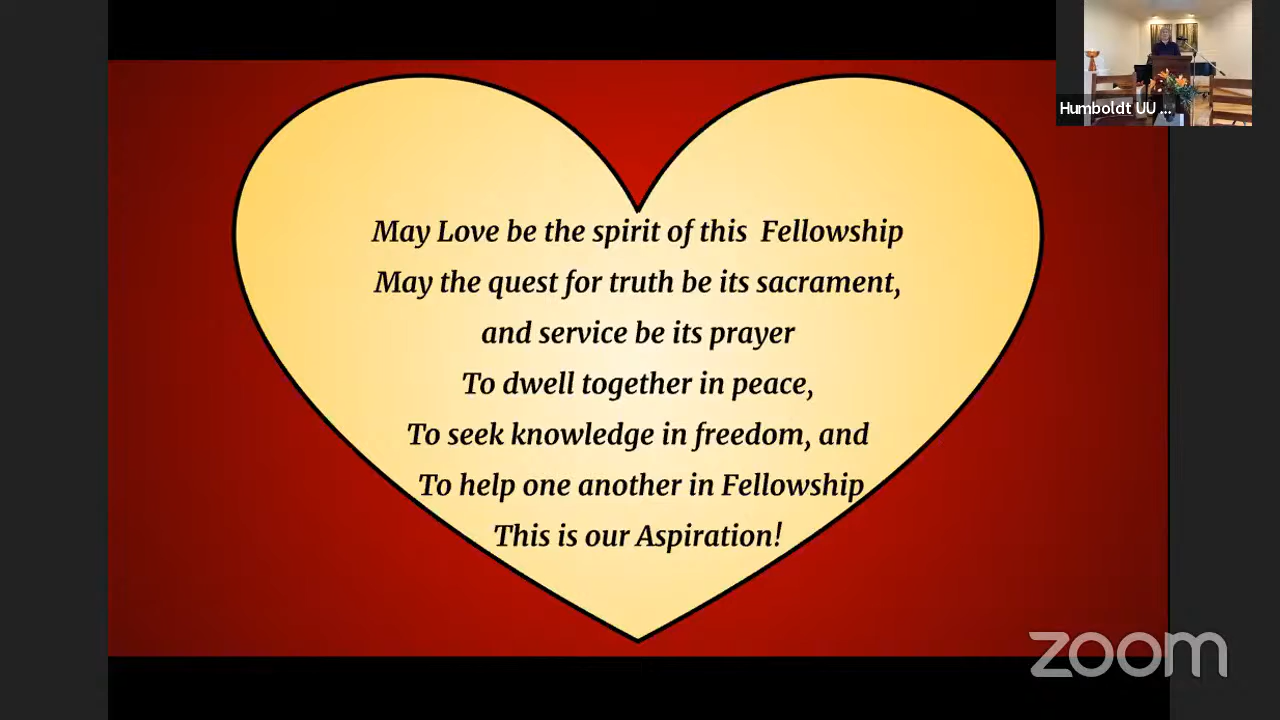 Humboldt UU ...
May Love be the spirit of this Fellowship
May the quest for truth be its sacrament,
and service be its prayer
To dwell together in peace,
To seek knowledge in freedom, and
To help one another in Fellowship
This is our Aspiration!
zoom